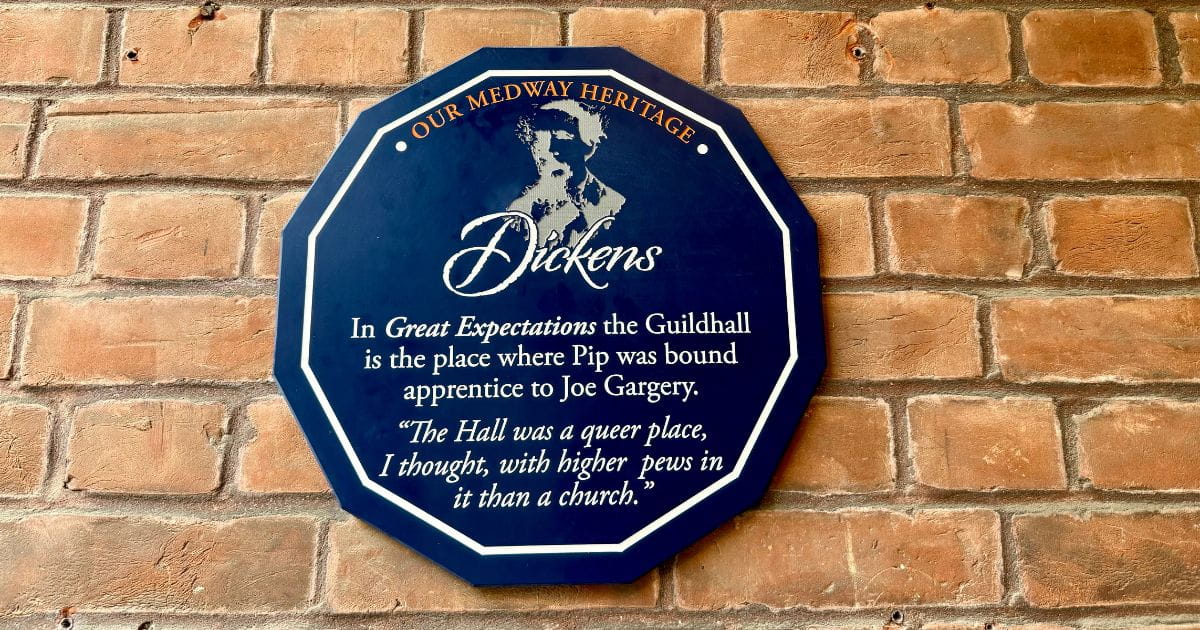 OUR MEDWAY HERITAGE
Dickens
In Great Expectations the Guildhall
is the place where Pip was bound
apprentice to Joe Gargery.
“The Hall was a queer place,
I thought, with higher pews in
it than a church.”